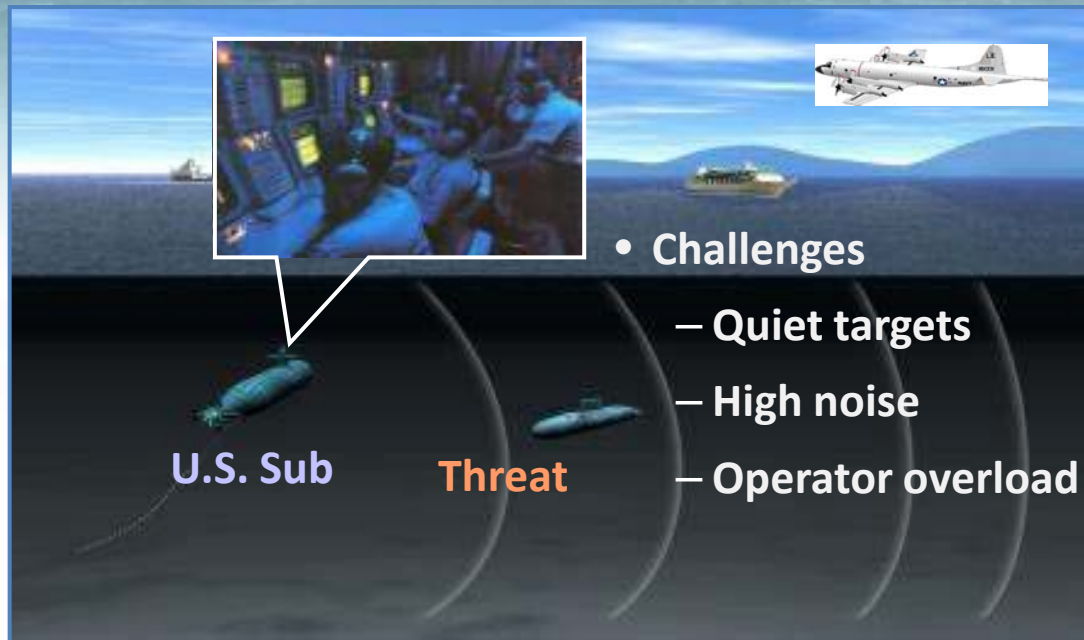 • Challenges
– Quiet targets
– High noise
– Operator overload
U.S. Sub
Threat